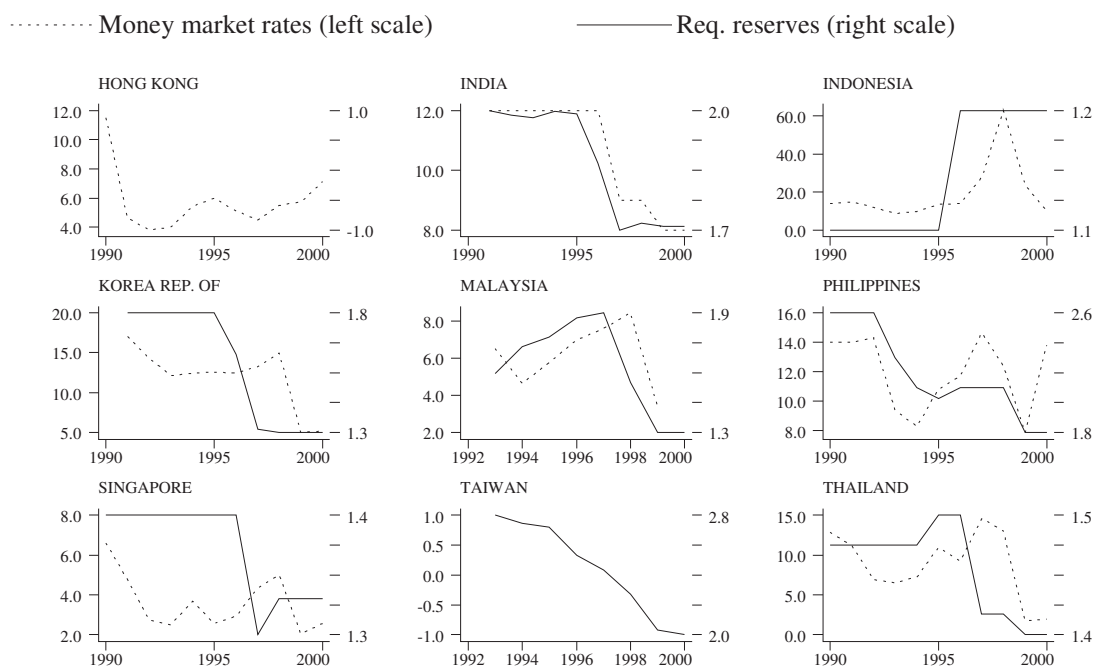 Money market rates (left scale) Req. reserves (right scale)
HONG KONG INDIA INDONESIA
12.0 1.0 12.0 2.0 60.0 1.2
10.0 40.0
8.0 10.0
6.0 20.0
4.0 -1.0 8.0 1.7 0.0 1.1
1990 1995 2000 1990 1995 2000 1990 1995 2000
KOREA REP. OF MALAYSIA PHILIPPINES
20.0 1.8 8.0 1.9 16.0 2.6
15.0 6.0 14.0
12.0
10.0 4.0 10.0
5.0 1.3 2.0 1.3 8.0 1.8
1990 1995 2000 1992 1994 1996 1998 2000 1990 1995 2000
SINGAPORE TAIWAN THAILAND
8.0 1.4 1.0 2.8 15.0 1.5
6.0 0.5 10.0
0.0
4.0 -0.5 5.0
2.0 1.3 -1.0 2.0 0.0 1.4
1990 1995 2000 1992 1994 1996 1998 2000 1990 1995 2000